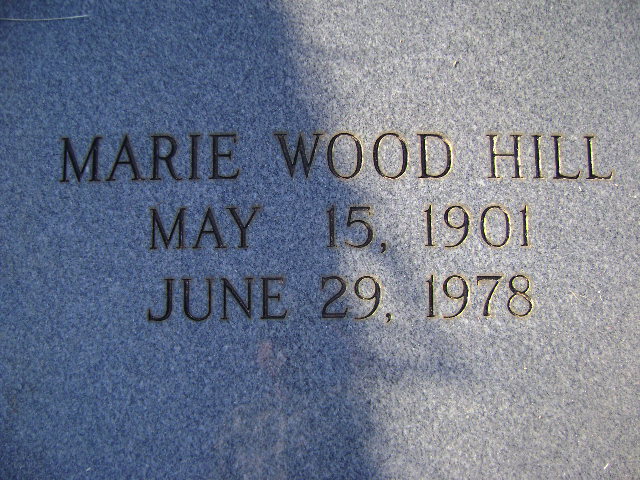 MARIE WOOD HILL
MAY 15, 1901
JUNE 29, 1978